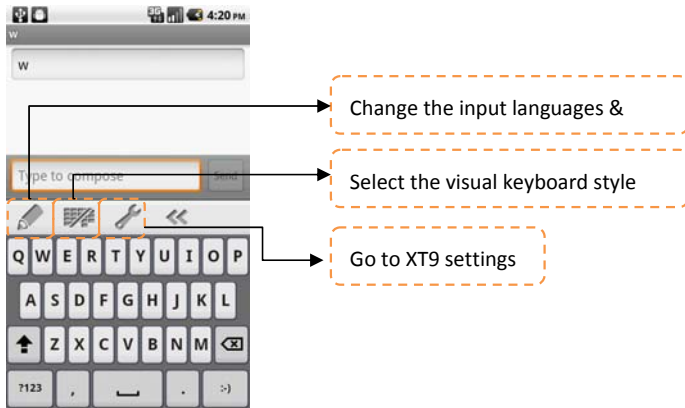 3G
4:20 PM
w
w
Change the input languages &
Type to compose
Send
Select the visual keyboard style
Go to XT9 settings
Q W E R T Y U I O P
A S D F G H J K L
Z X C V B N M
?123 , . :-)